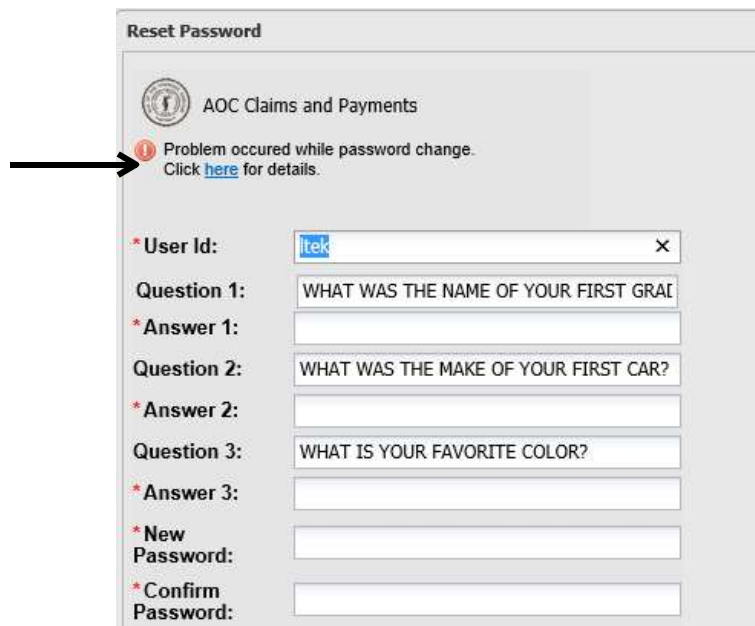 Reset Password
AOC Claims and Payments
Problem occured while password change.
Click here for details.
*User Id: ltek ×
Question 1: WHAT WAS THE NAME OF YOUR FIRST GRAD
*Answer 1:
Question 2: WHAT WAS THE MAKE OF YOUR FIRST CAR?
*Answer 2:
Question 3: WHAT IS YOUR FAVORITE COLOR?
*Answer 3:
*New
Password:
*Confirm
Password: